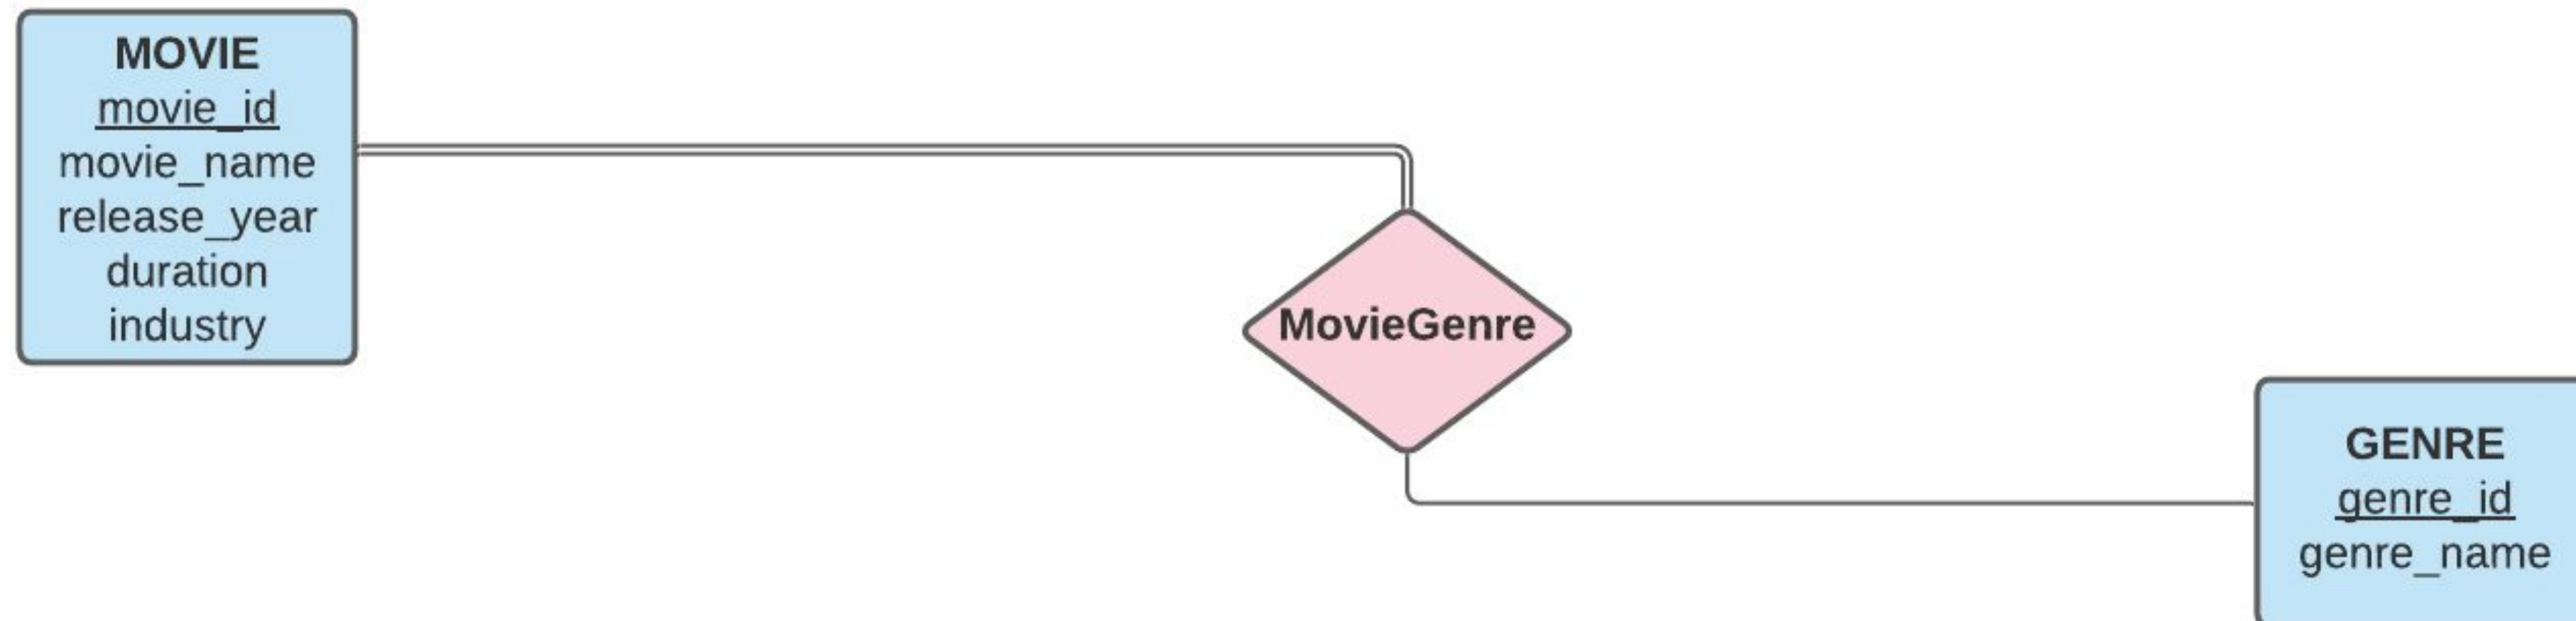 MOVIE
movie_id
movie_name
release_year
duration
industry
MovieGenre
GENRE
genre_id
genre_name